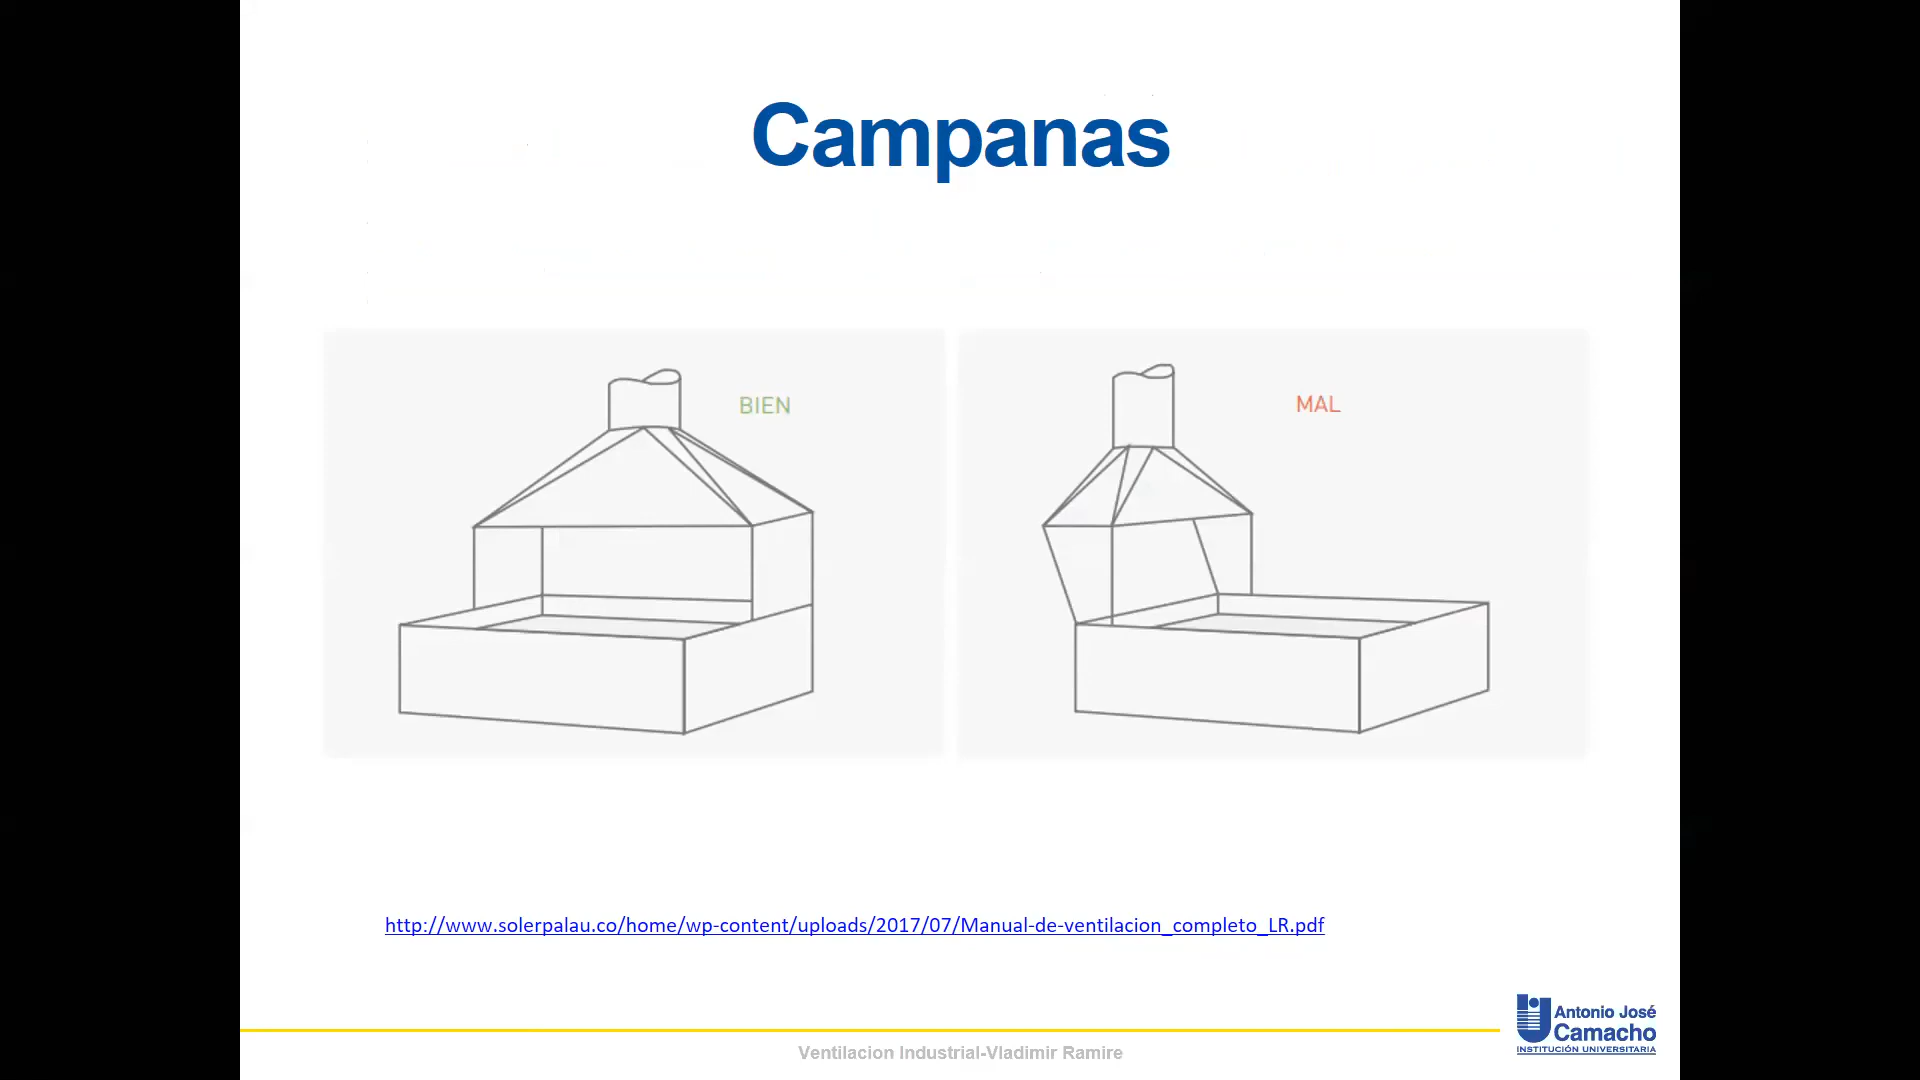 Campanas
BIEN
MAL
http://www.solerpalau.co/home/wp-content/uploads/2017/07/Manual-de-ventilacion_completo_LR.pdf
Ventilacion Industrial-Vladimir Ramire
Antonio José
Camacho
INSTITUCIÓN UNIVERSITARIA